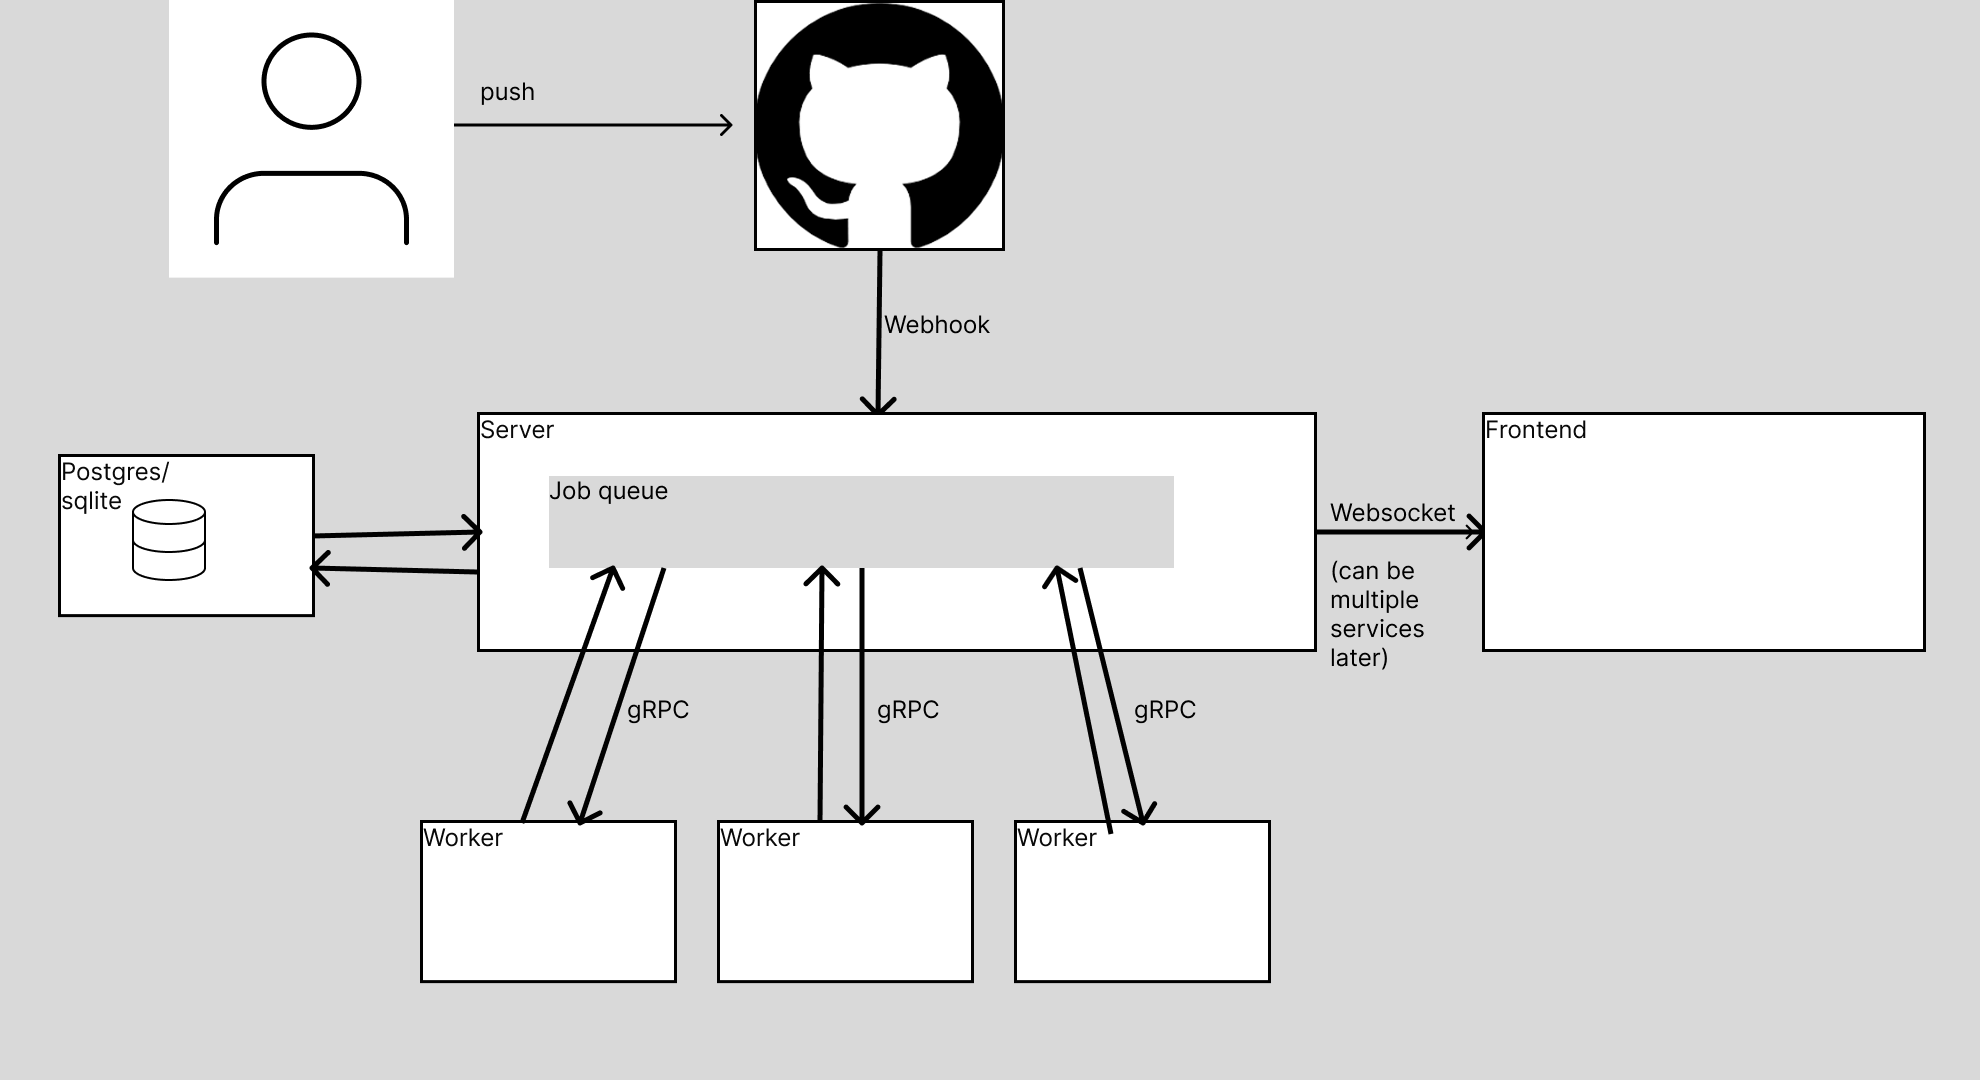 push
Webhook
Server
Frontend
Postgres/
sqlite
Job queue
Websocket
(can be
multiple
services
later)
gRPC
gRPC
gRPC
Worker
Worker
Worker